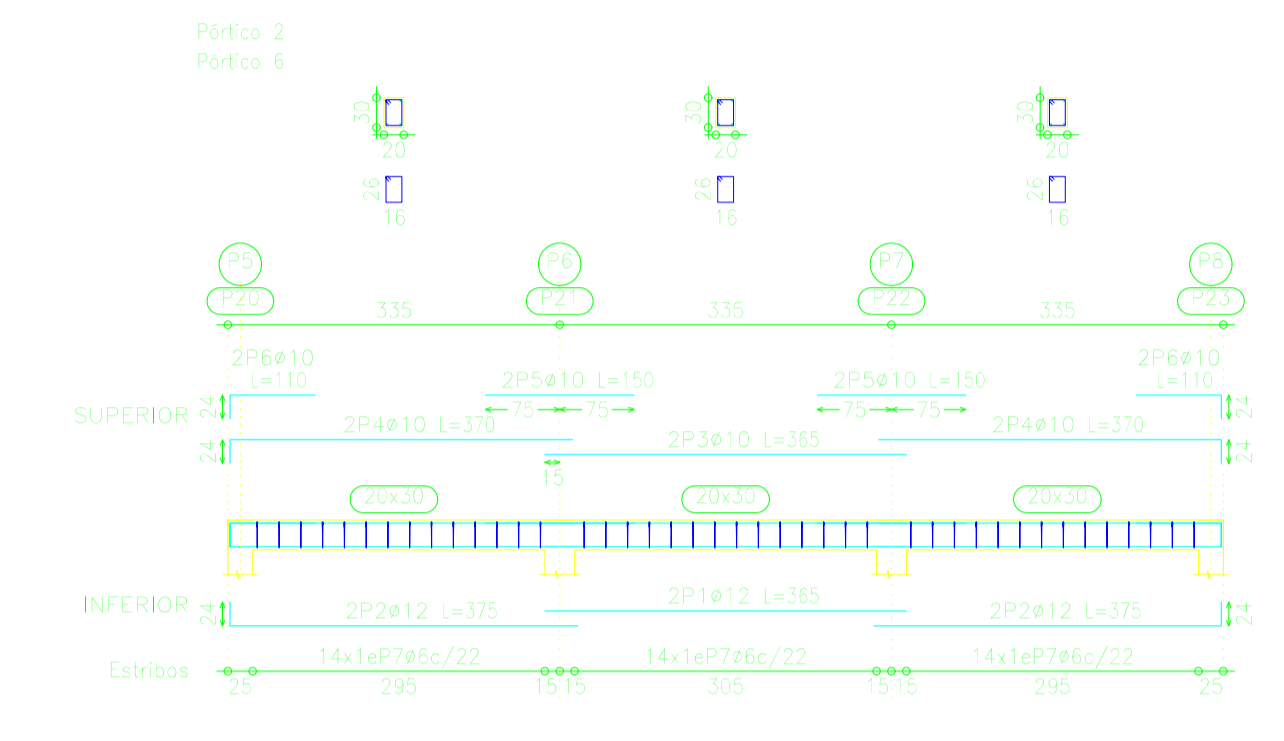 Pórtico 2
Pórtico 6
30 30 30
20 20 20
26 26 26
16 16 16
P5 P6 P7 P8
P20 P21 P22 P23
335 335 335
2P6ø10 2P6ø10
L=110 2P5ø10 L=150 2P5ø10 L=150 L=110
24 75 75 75 75 24
SUPERIOR
2P4ø10 L=370 2P4ø10 L=370
24 2P3ø10 L=365 24
15
20x30 20x30 20x30
2P1ø12 L=365
INFERIOR
24 2P2ø12 L=375 2P2ø12 L=375 24
14x1eP7ø6c/22 14x1eP7ø6c/22 14x1eP7ø6c/22
Estribos
25 295 15 15 305 15 15 295 25